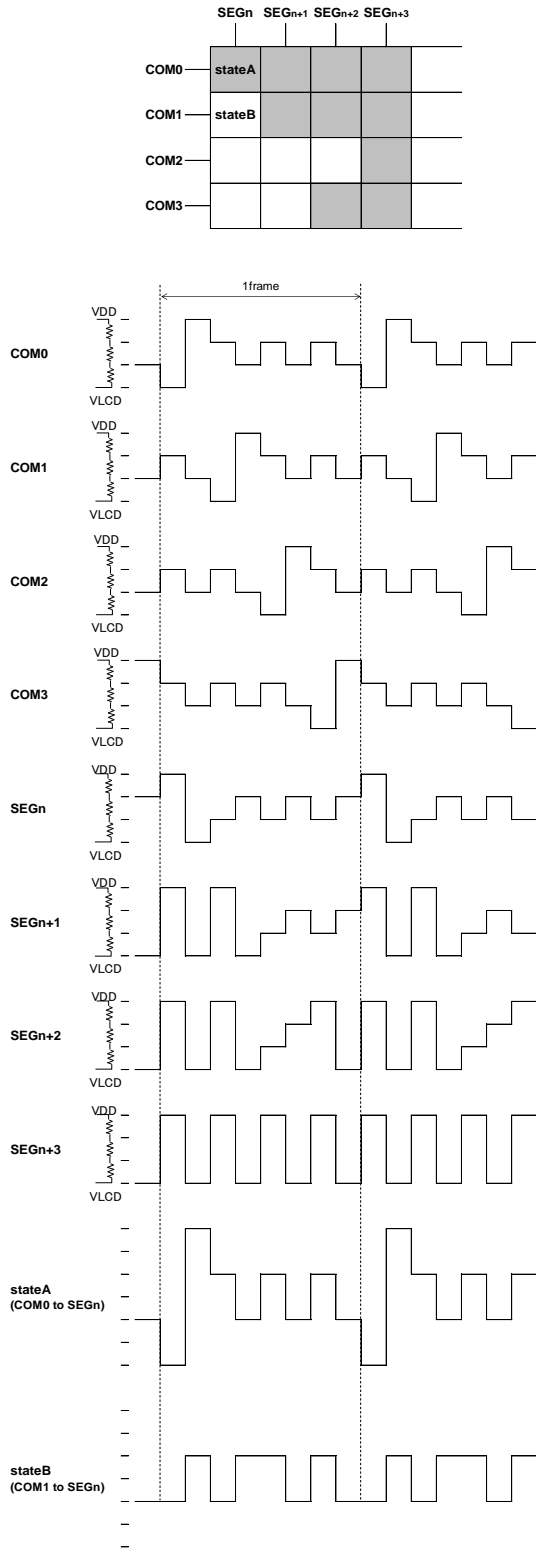 SEGn SEGn+1 SEGn+2 SEGn+3
COM0 stateA
COM1 stateB
COM2
COM3
1frame
VDD
COM0
VLCD
VDD
COM1
VLCD
VDD
COM2
VLCD
VDD
COM3
VLCD
VDD
SEGn
VLCD
VDD
SEGn+1
VLCD
VDD
SEGn+2
VLCD
VDD
SEGn+3
VLCD
stateA
(COM0 to SEGn)
stateB
(COM1 to SEGn)